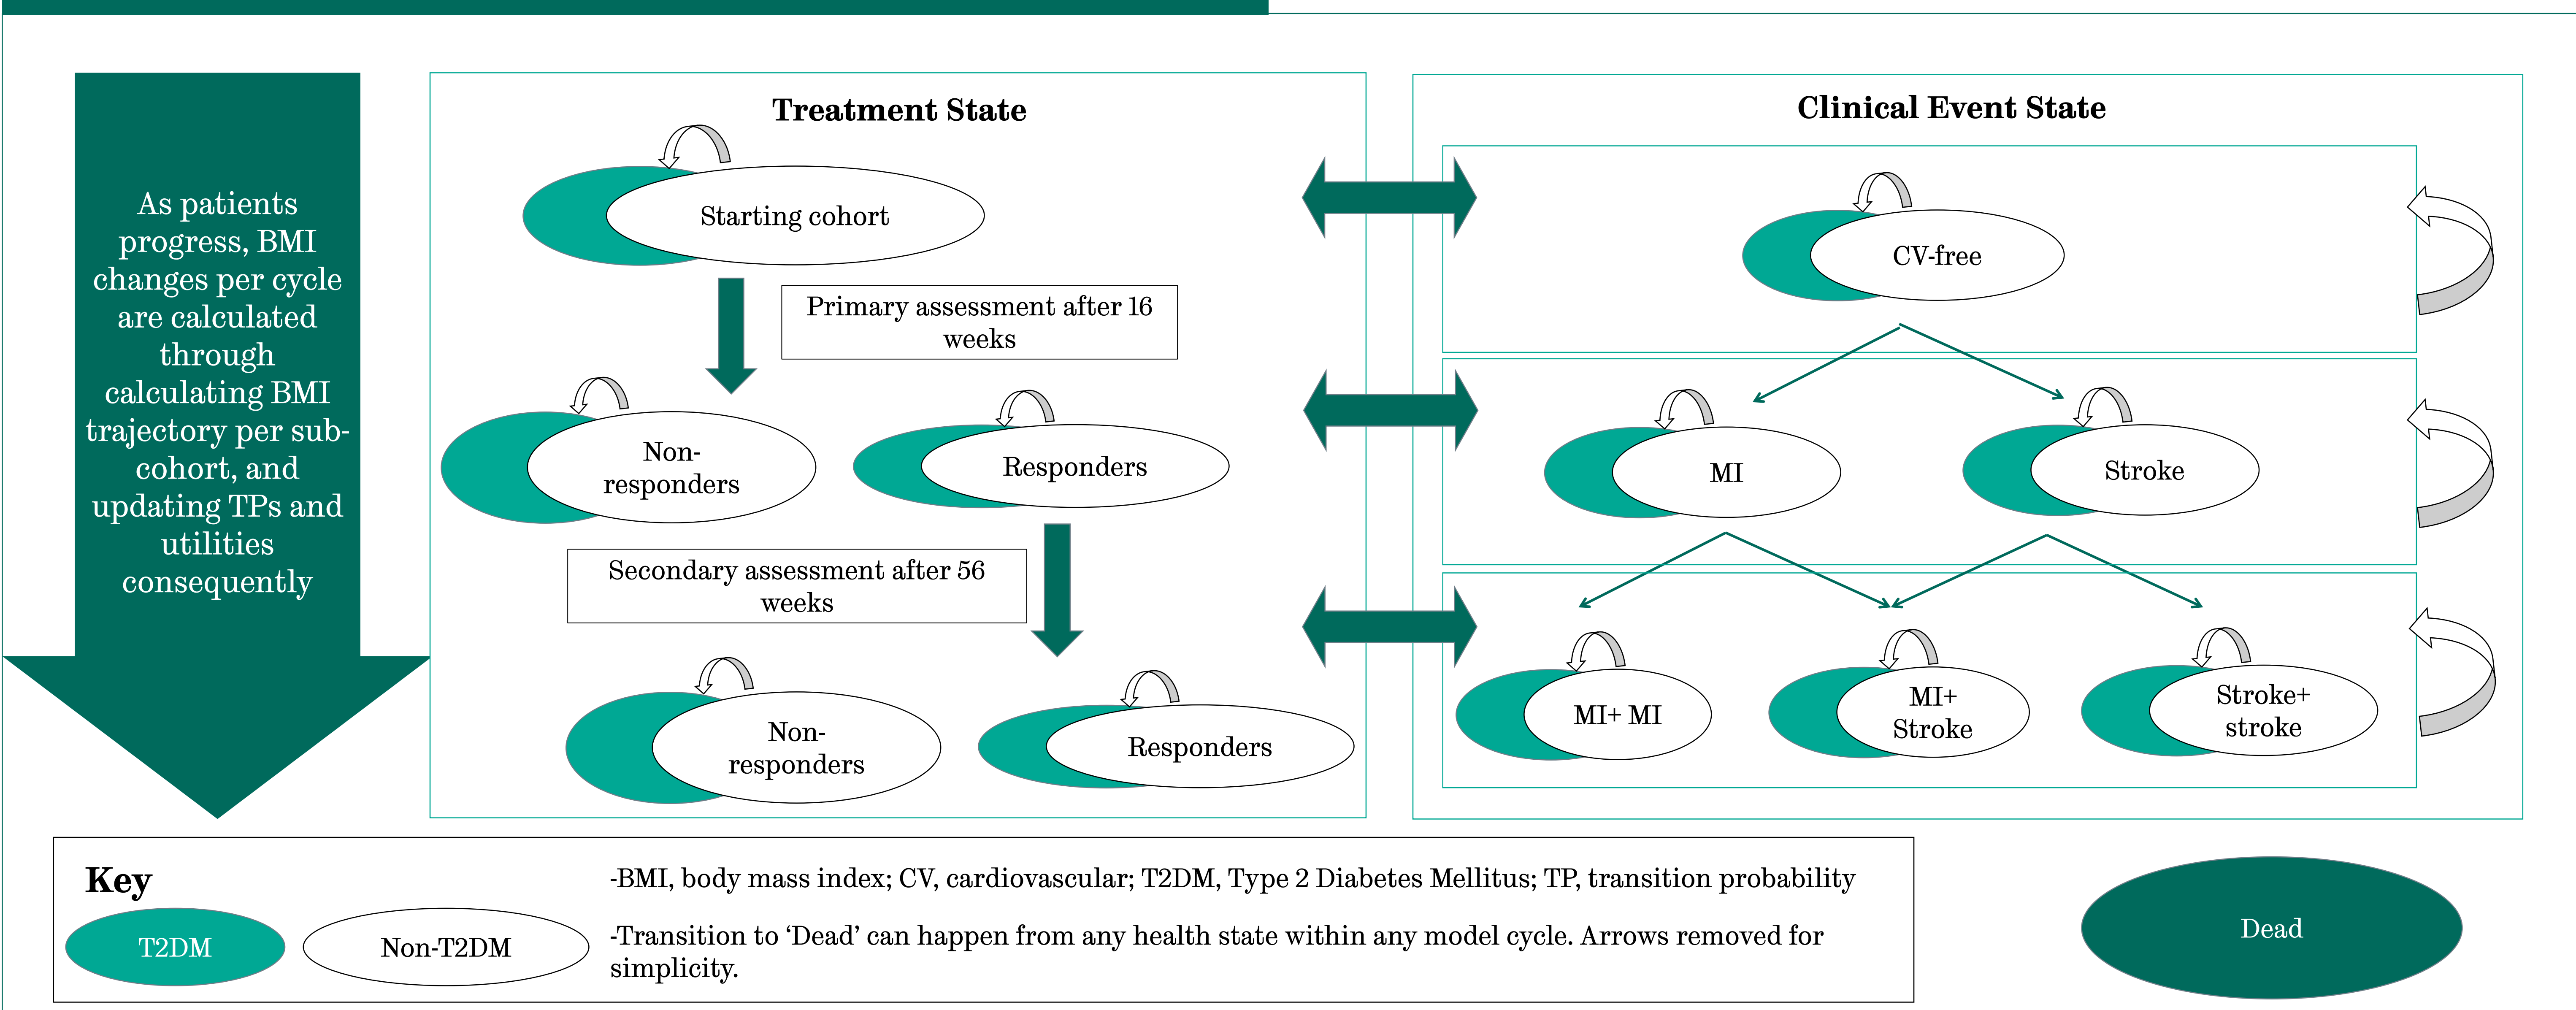 As patients
progress, BMI
changes per cycle
are calculated
through
calculating BMI
trajectory per sub-
cohort, and
updating TPs and
utilities
consequently
Treatment State
Starting cohort
Primary assessment after 16
weeks
Non-
responders
Responders
Secondary assessment after 56
weeks
Non-
responders
Responders
Clinical Event State
CV-free
MI
Stroke
MI+ MI
MI+
Stroke
Stroke+
stroke
Key
T2DM
Non-T2DM
-BMI, body mass index; CV, cardiovascular; T2DM, Type 2 Diabetes Mellitus; TP, transition probability
-Transition to ‘Dead’ can happen from any health state within any model cycle. Arrows removed for
simplicity.
Dead